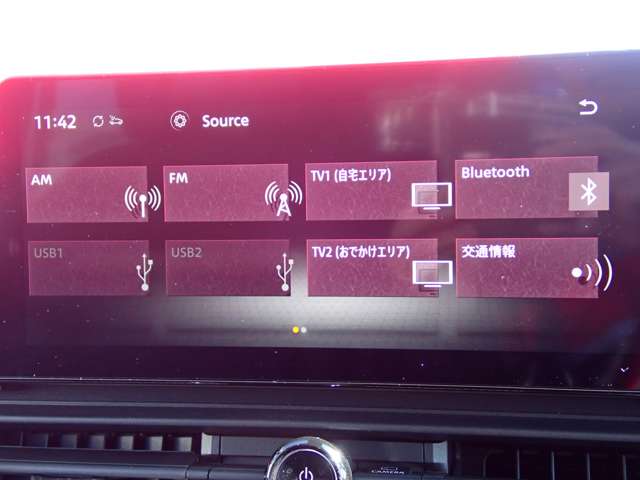 11:42
Source
AM
FM
TV1 (自宅エリア)
Bluetooth
USB1
USB2
TV2 (おでかけエリア)
交通情報
CAMERA